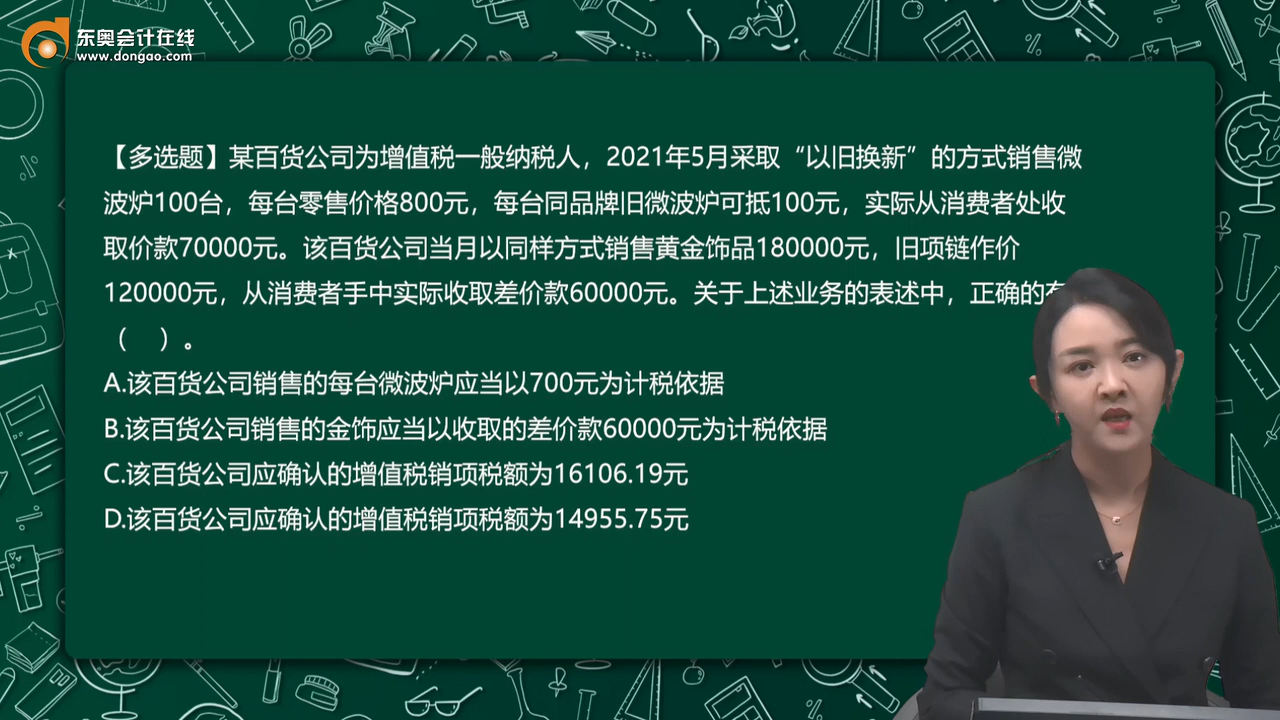 东奥会计在线
www.dongao.com
【多选题】某百货公司为增值税一般纳税人，2021年5月采取“以旧换新”的方式销售微
波炉100台，每台零售价格800元，每台同品牌旧微波炉可抵100元，实际从消费者处收
取价款70000元。该百货公司当月以同样方式销售黄金饰品180000元，旧项链作价
120000元，从消费者手中实际收取差价款60000元。关于上述业务的表述中，正确的有
（　）。
A.该百货公司销售的每台微波炉应当以700元为计税依据
B.该百货公司销售的金饰应当以收取的差价款60000元为计税依据
C.该百货公司应确认的增值税销项税额为16106.19元
D.该百货公司应确认的增值税销项税额为14955.75元